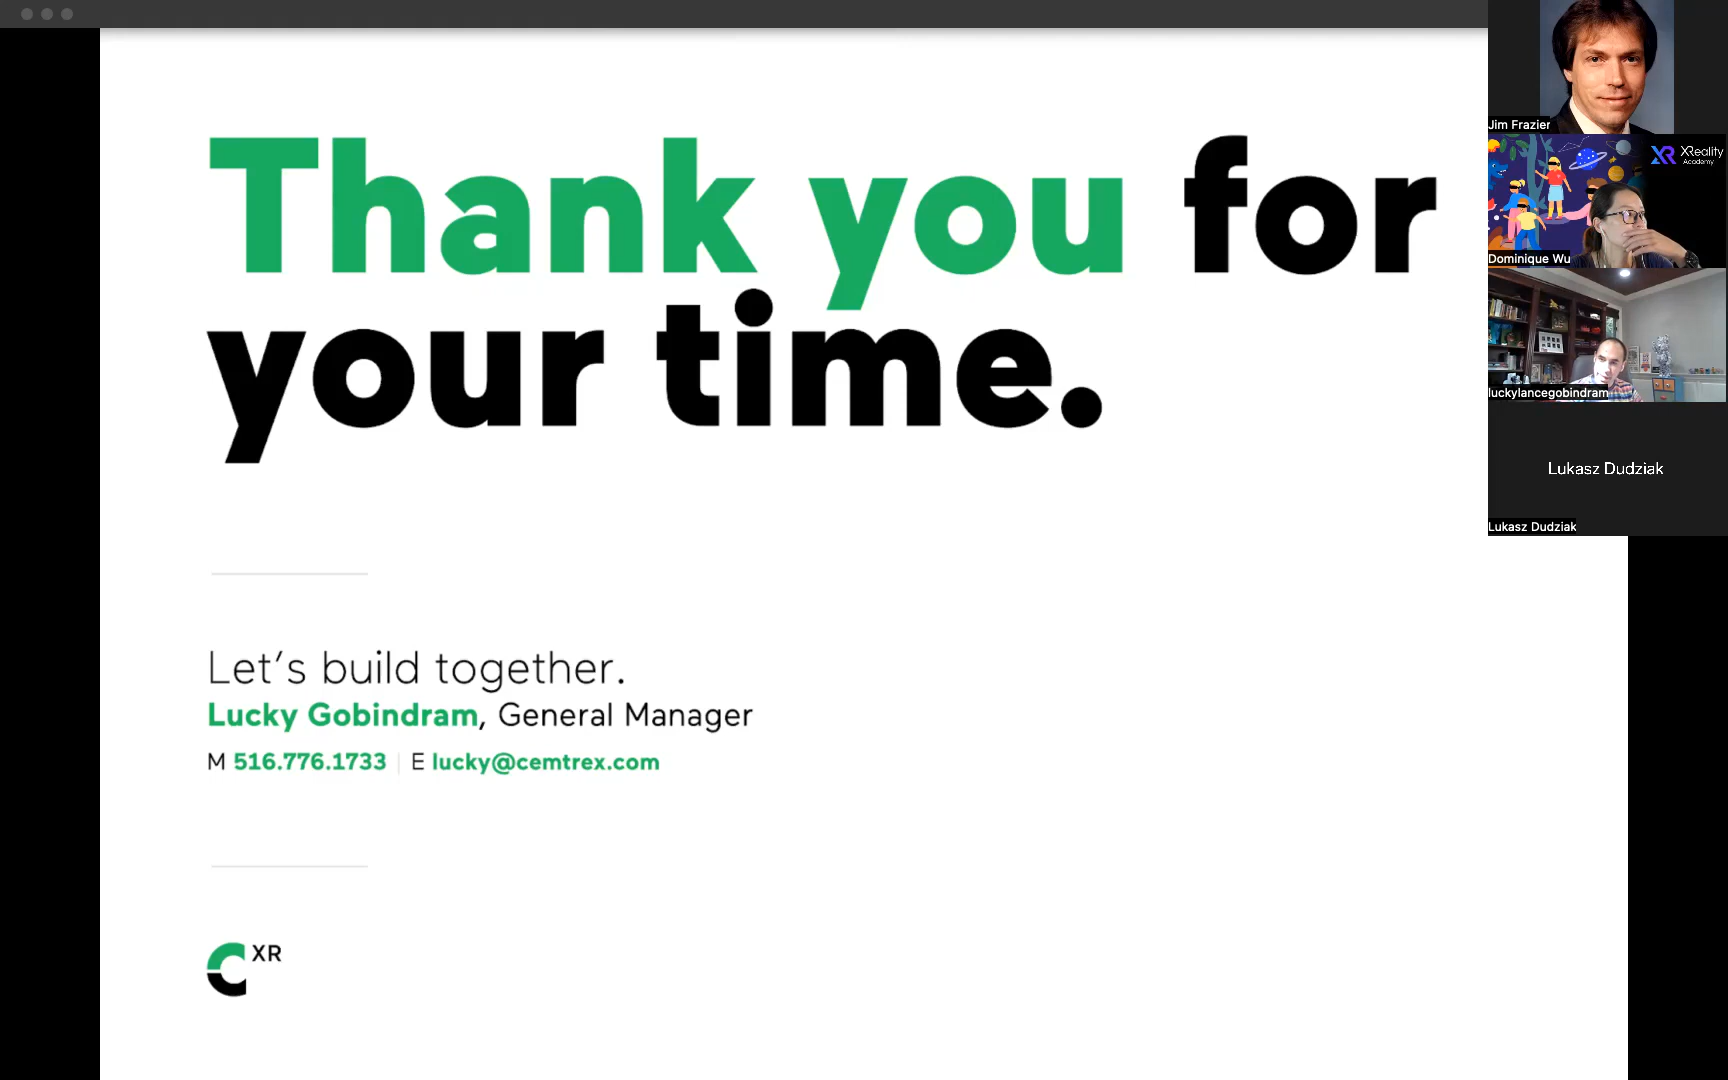 Thank you for
your time.
Let's build together.
Lucky Gobindram, General Manager
M 516.776.1733 | E lucky@cemtrex.com
C XR
Jim Frazier
XR XReality
Academy
Dominique Wu
luckylancegobindram
Lukasz Dudziak
Lukasz Dudziak